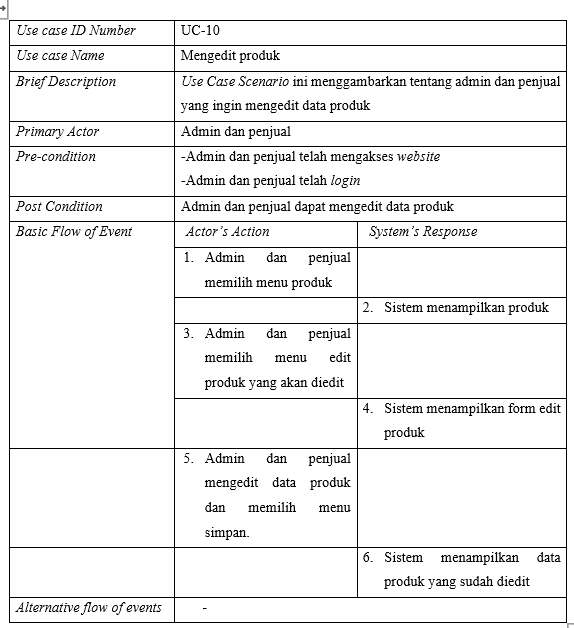 Use case ID Number UC-10
Use case Name Mengedit produk
Brief Description Use Case Scenario ini menggambarkan tentang admin dan penjual
yang ingin mengedit data produk
Primary Actor Admin dan penjual
Pre-condition -Admin dan penjual telah mengakses website
-Admin dan penjual telah login
Post Condition Admin dan penjual dapat mengedit data produk
Basic Flow of Event Actor's Action System's Response
1. Admin dan penjual
memilih menu produk
2. Sistem menampilkan produk
3. Admin dan penjual
memilih menu edit
produk yang akan diedit
4. Sistem menampilkan form edit
produk
5. Admin dan penjual
mengedit data produk
dan memilih menu
simpan.
6. Sistem menampilkan data
produk yang sudah diedit
Alternative flow of events -